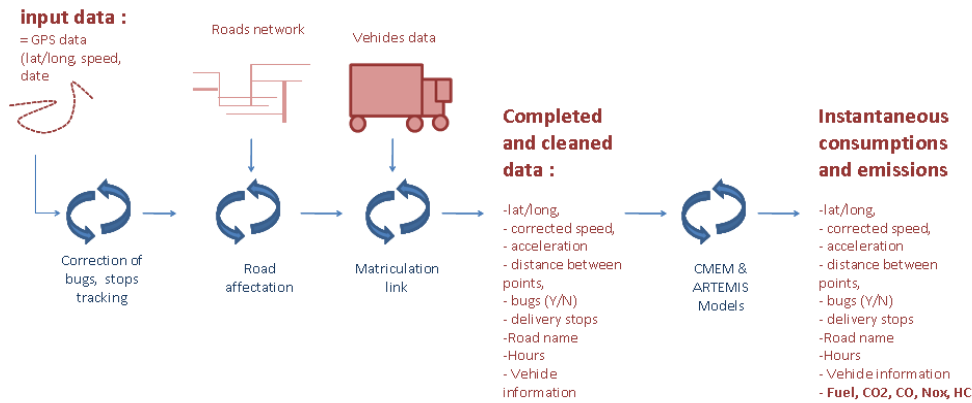 input data :
= GPS data
(lat/long, speed,
date
Roads network
Vehides data
Correction of
bugs, stops
tracking
Road
affectation
Matriculation
link
Completed
and cleaned
data :
-lat/long,
- corrected speed,
- acceleration
- distance between
points,
- bugs (Y/N)
- delivery stops
-Road name
-Hours
- Vehide
information
CMEM &
ARTEMIS
Models
Instantaneous
consumptions
and emissions
-lat/long,
- corrected speed,
- acceleration
- distance between
points,
- bugs (Y/N)
- delivery stops
-Road name
-Hours
- Vehide information
- Fuel, CO2, CO, Nox, HC